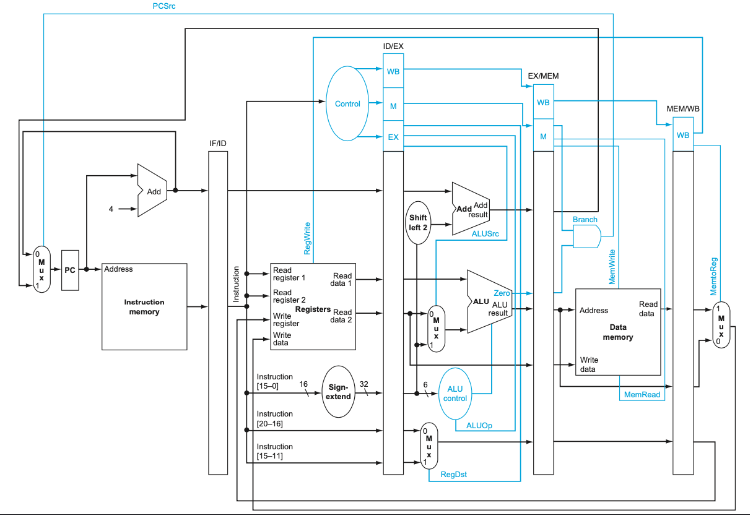 PCSrc
ID/EX
WB
EX/MEM
Control
M
WB
MEM/WB
EX
M
WB
IF/ID
Add
4
Add Add
result
Shift
left 2
Branch
ALUSrc
RegWrite
MemWrite
MemtoReg
0
M
u
x
1
PC
Address
Instruction
memory
Instruction
Read
register 1
Read
data 1
Read
register 2
Registers
Read
data 2
Write
register
Write
data
Zero
ALU
ALU
result
0
M
u
x
1
Address
Read
data
Data
memory
Write
data
1
M
u
x
0
Instruction
[15–0]
16
Sign-
extend
32
6
ALU
control
MemRead
Instruction
[20–16]
ALUOp
Instruction
[15–11]
0
M
u
x
1
RegDst